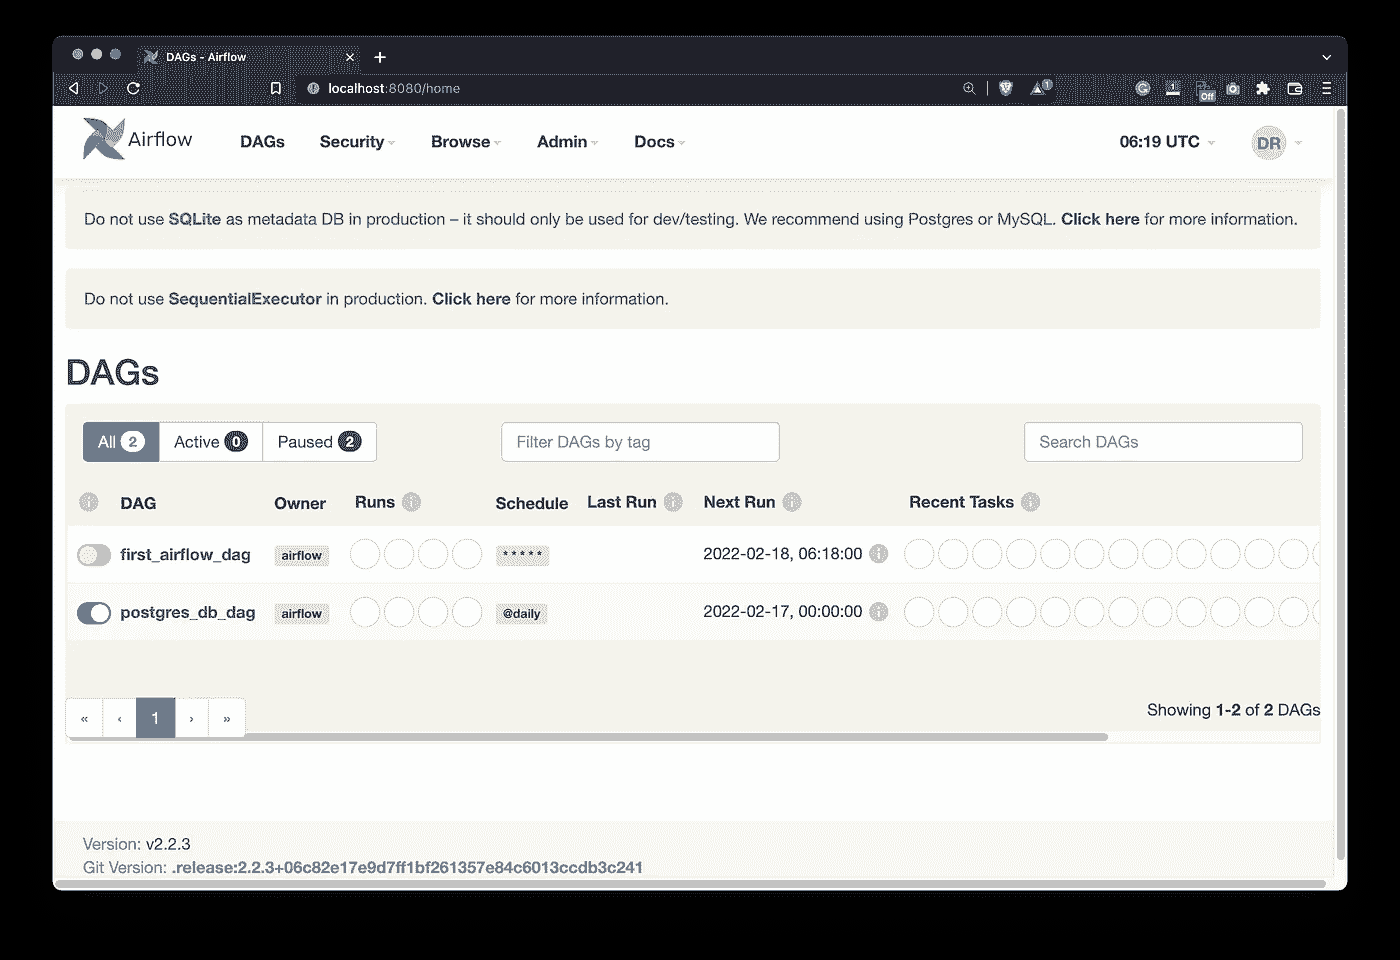 DAGs - Airflow
localhost:8080/home
1
1
Off
Airflow DAGs Security Browse Admin Docs 06:19 UTC DR
Do not use SQLite as metadata DB in production – it should only be used for dev/testing. We recommend using Postgres or MySQL. Click here for more information.
Do not use SequentialExecutor in production. Click here for more information.
DAGs
All 2 Active 0 Paused 2 Filter DAGs by tag Search DAGs
DAG Owner Runs Schedule Last Run Next Run Recent Tasks
first_airflow_dag airflow * * * * * 2022-02-18, 06:18:00
postgres_db_dag airflow @daily 2022-02-17, 00:00:00
« ‹ 1 › » Showing 1-2 of 2 DAGs
Version: v2.2.3
Git Version: .release:2.2.3+06c82e17e9d7ff1bf261357e84c6013ccdb3c241